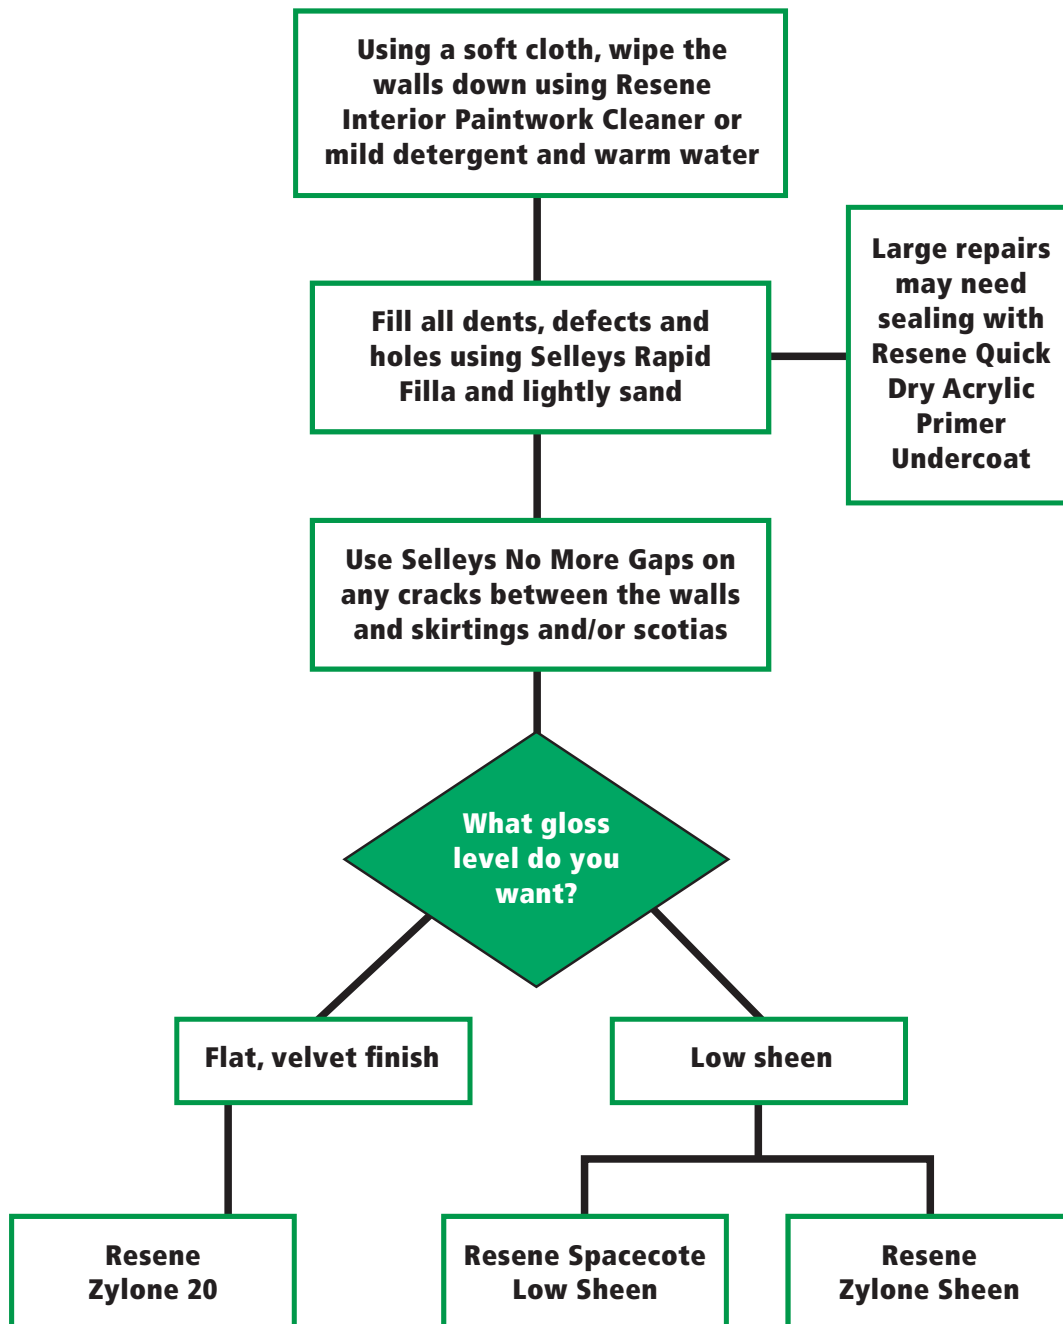 Using a soft cloth, wipe the
walls down using Resene
Interior Paintwork Cleaner or
mild detergent and warm water
Fill all dents, defects and
holes using Selleys Rapid
Filla and lightly sand
Large repairs
may need
sealing with
Resene Quick
Dry Acrylic
Primer
Undercoat
Use Selleys No More Gaps on
any cracks between the walls
and skirtings and/or scotias
What gloss
level do you
want?
Flat, velvet finish
Low sheen
Resene
Zylone 20
Resene Spacecote
Low Sheen
Resene
Zylone Sheen